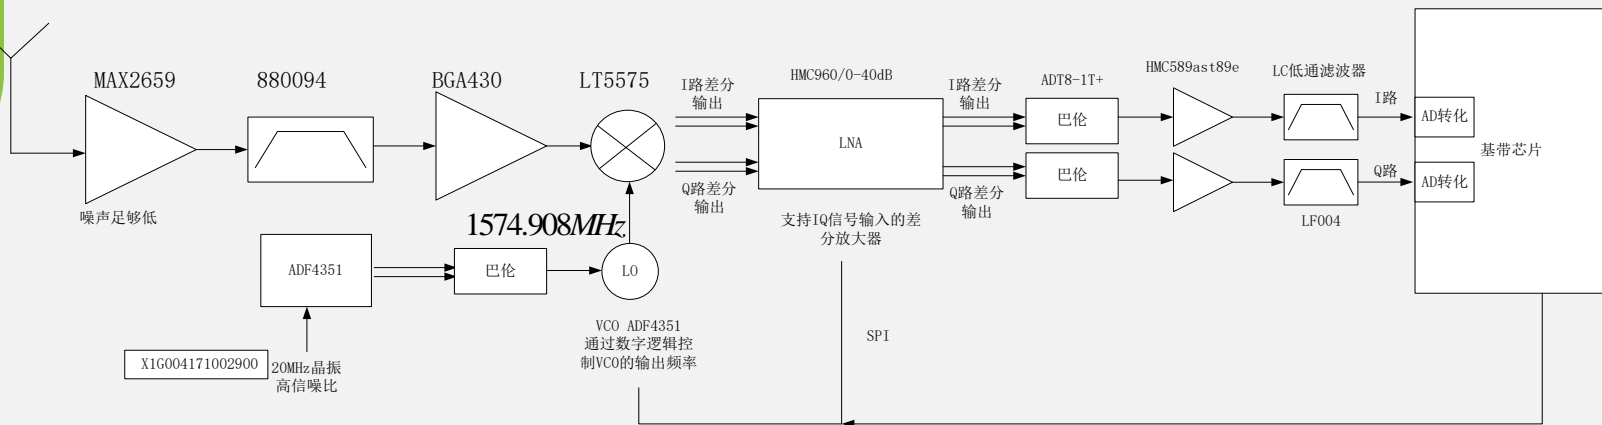 MAX2659
880094
BGA430
LT5575
I路差分
输出
HMC960/0-40dB
I路差分
输出
ADT8-1T+
HMC589ast89e
LC低通滤波器
I路
巴伦
AD转化
LNA
基带芯片
巴伦
Q路
AD转化
Q路差分
输出
Q路差分
输出
噪声足够低
1574.908MHz
支持IQ信号输入的差
分放大器
LF004
ADF4351
巴伦
LO
VCO ADF4351
通过数字逻辑控
制VCO的输出频率
SPI
X1G004171002900
20MHz晶振
高信噪比